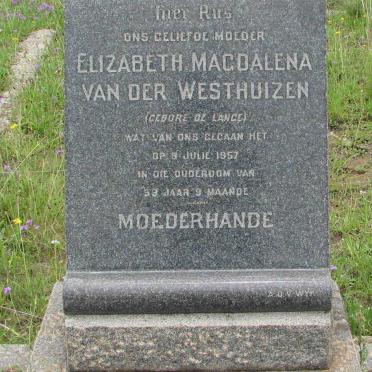 Hier Rus
ONS GELIEFDE MOEDER
ELIZABETH MAGDALENA
VAN DER WESTHUIZEN
(GEBORE DE LANGE)
WAT VAN ONS GEGAAN HET
OP 9 JULIE 1957
IN DIE OUDERDOM VAN
53 JAAR 9 MAANDE
MOEDERHANDE
A.D.V.WYK